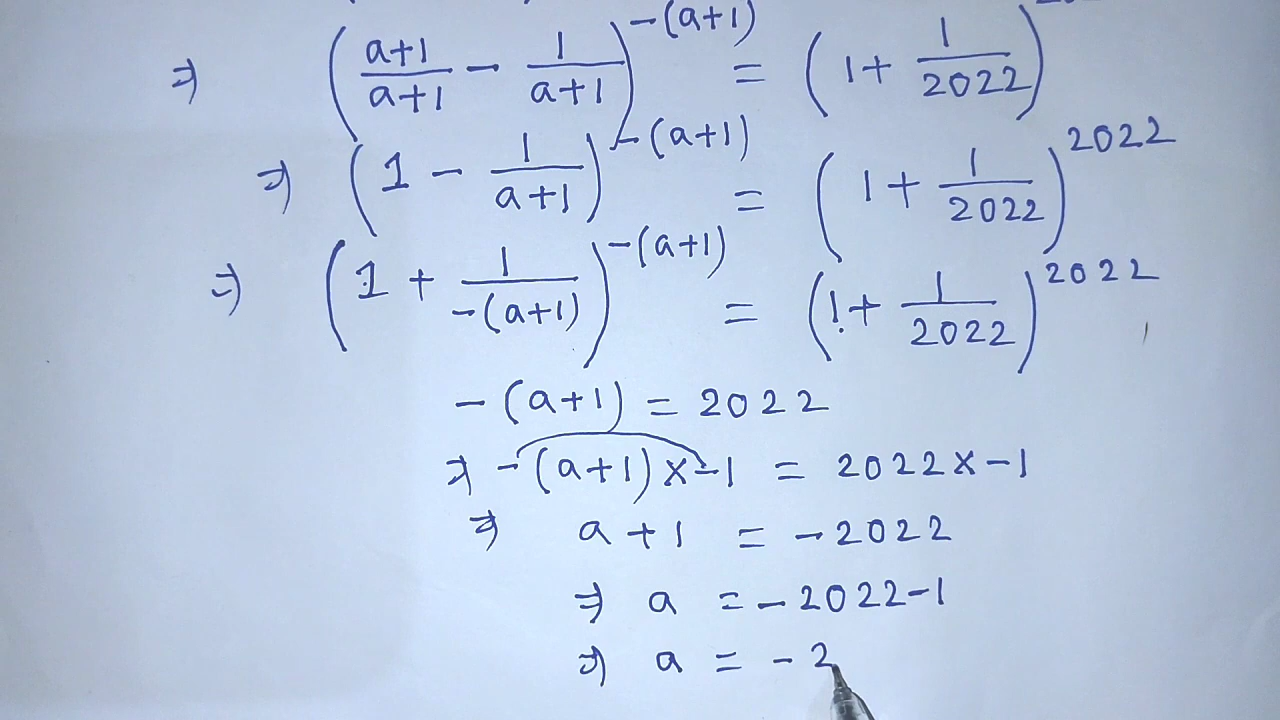 ⇒ ((a+1)/(a+1) - 1/(a+1))^-(a+1) = (1 + 1/2022)
⇒ (1 - 1/(a+1))^-(a+1) = (1 + 1/2022)^2022
⇒ (1 + 1/-(a+1))^-(a+1) = (1 + 1/2022)^2022
-(a+1) = 2022
⇒ -(a+1) x -1 = 2022 x -1
⇒ a+1 = -2022
⇒ a = -2022-1
⇒ a = -2